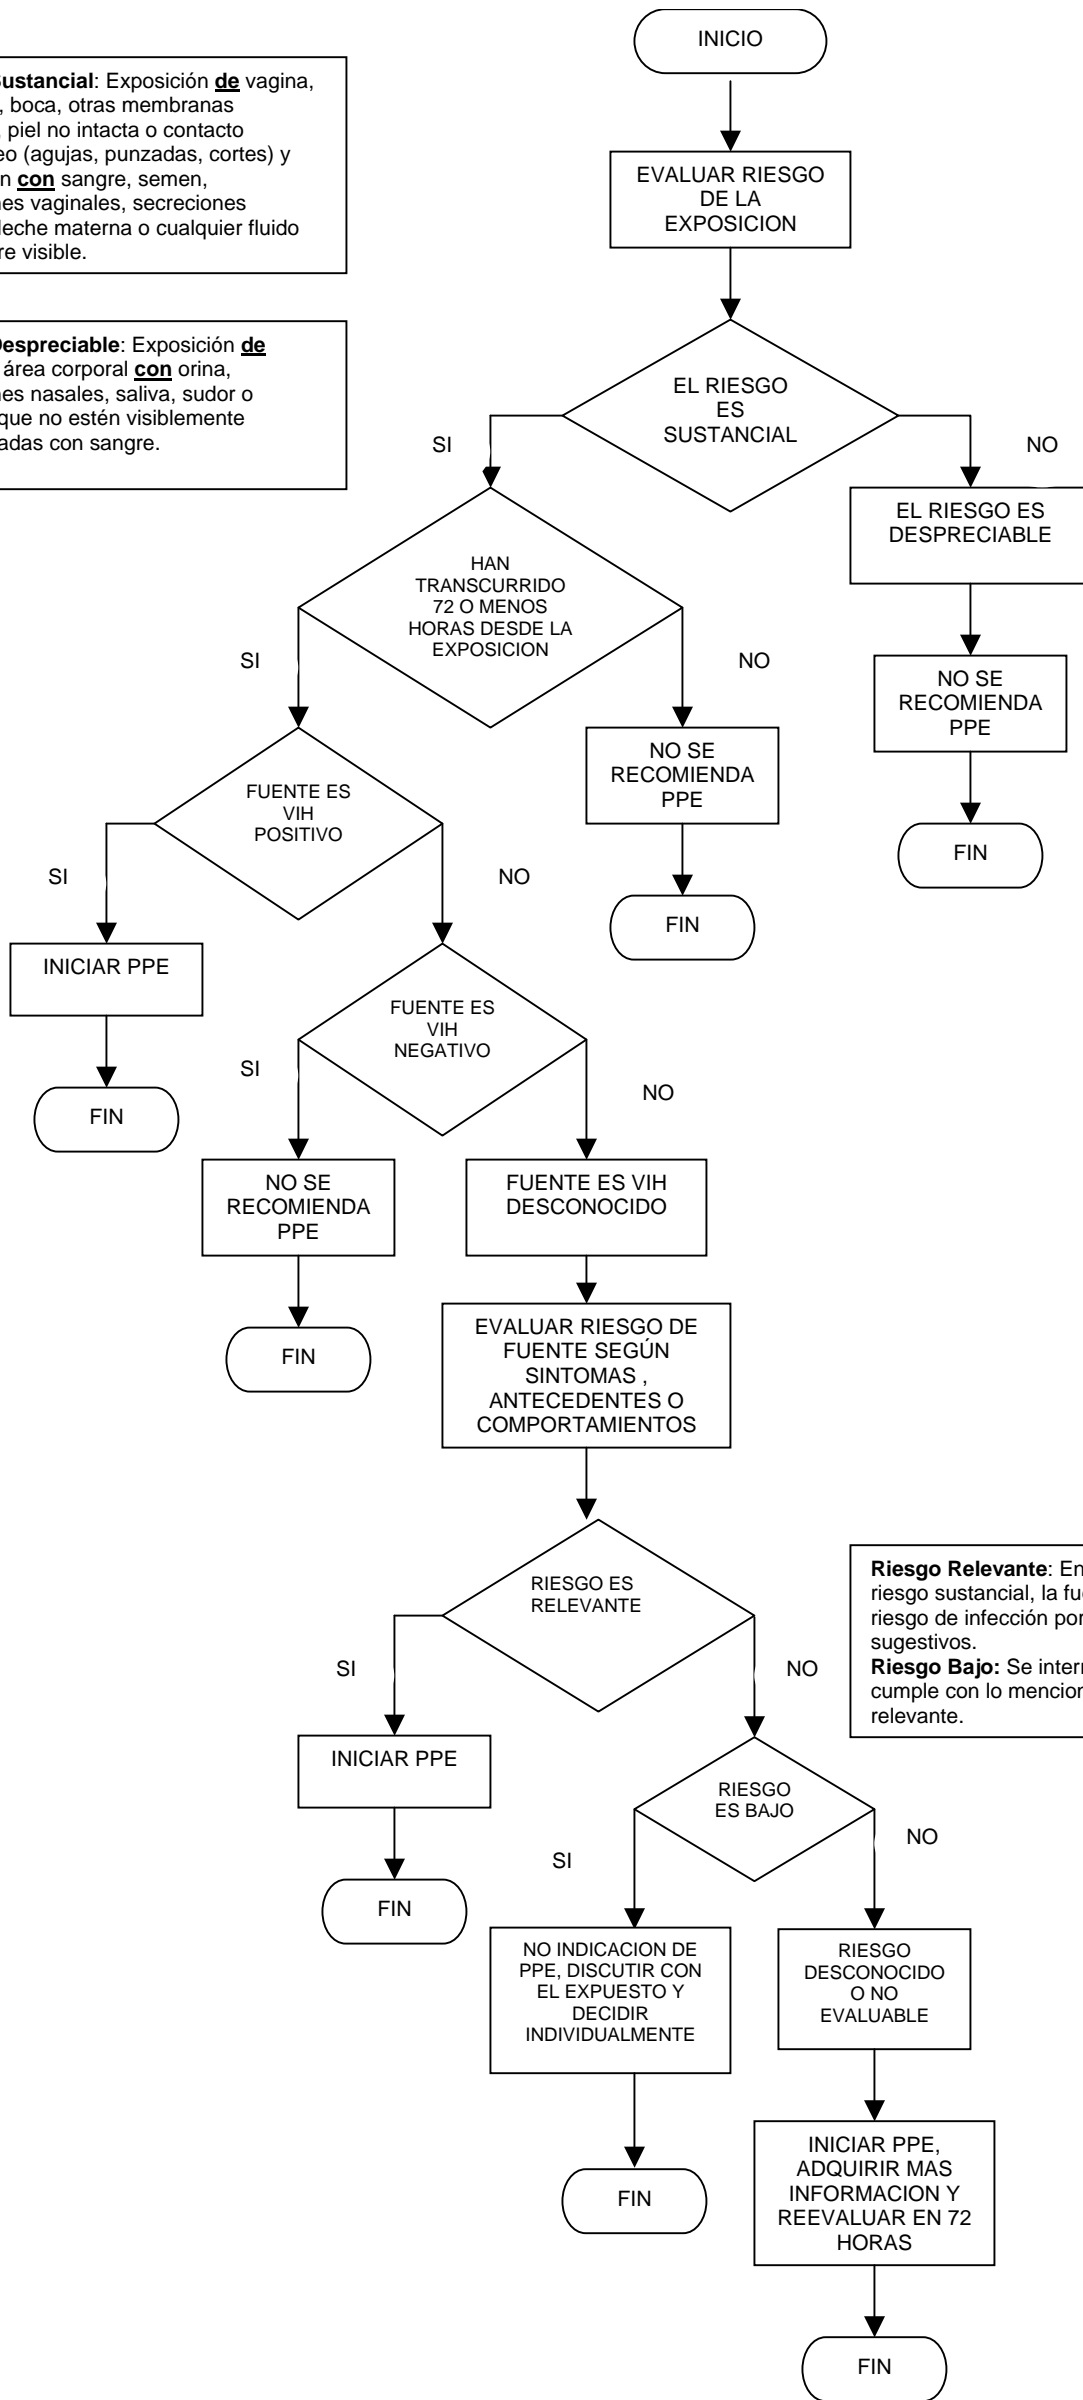 INICIO
Sustancial: Exposición de vagina,
, boca, otras membranas
, piel no intacta o contacto
eo (agujas, punzadas, cortes) y
n con sangre, semen,
nes vaginales, secreciones
leche materna o cualquier fluido
re visible.
EVALUAR RIESGO
DE LA
EXPOSICION
Despreciable: Exposición de
área corporal con orina,
nes nasales, saliva, sudor o
que no estén visiblemente
adas con sangre.
EL RIESGO
ES
SUSTANCIAL
SI
NO
EL RIESGO ES
DESPRECIABLE
HAN
TRANSCURRIDO
72 O MENOS
HORAS DESDE LA
EXPOSICION
SI
NO
NO SE
RECOMIENDA
PPE
FIN
NO SE
RECOMIENDA
PPE
FIN
FUENTE ES
VIH
POSITIVO
SI
NO
INICIAR PPE
FIN
FUENTE ES
VIH
NEGATIVO
SI
NO
NO SE
RECOMIENDA
PPE
FIN
FUENTE ES VIH
DESCONOCIDO
EVALUAR RIESGO DE
FUENTE SEGÚN
SINTOMAS ,
ANTECEDENTES O
COMPORTAMIENTOS
RIESGO ES
RELEVANTE
Riesgo Relevante: En
riesgo sustancial, la fue
riesgo de infección por
sugestivos.
Riesgo Bajo: Se interr
cumple con lo mencion
relevante.
SI
NO
INICIAR PPE
FIN
RIESGO
ES BAJO
SI
NO
NO INDICACION DE
PPE, DISCUTIR CON
EL EXPUESTO Y
DECIDIR
INDIVIDUALMENTE
FIN
RIESGO
DESCONOCIDO
O NO
EVALUABLE
INICIAR PPE,
ADQUIRIR MAS
INFORMACION Y
REEVALUAR EN 72
HORAS
FIN